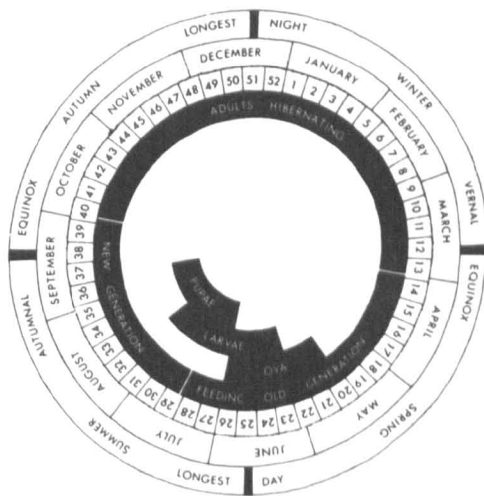 LONGEST NIGHT
WINTER
VERNAL EQUINOX
SPRING
LONGEST DAY
SUMMER
AUTUMNAL EQUINOX
AUTUMN
JANUARY
FEBRUARY
MARCH
APRIL
MAY
JUNE
JULY
AUGUST
SEPTEMBER
OCTOBER
NOVEMBER
DECEMBER
1 2 3 4 5 6 7 8 9 10 11 12 13 14 15 16 17 18 19 20 21 22 23 24 25 26 27 28 29 30 31 32 33 34 35 36 37 38 39 40 41 42 43 44 45 46 47 48 49 50 51 52
ADULTS HIBERNATING
OLD GENERATION
FEEDING
NEW GENERATION
OVA
LARVAE
PUPAE